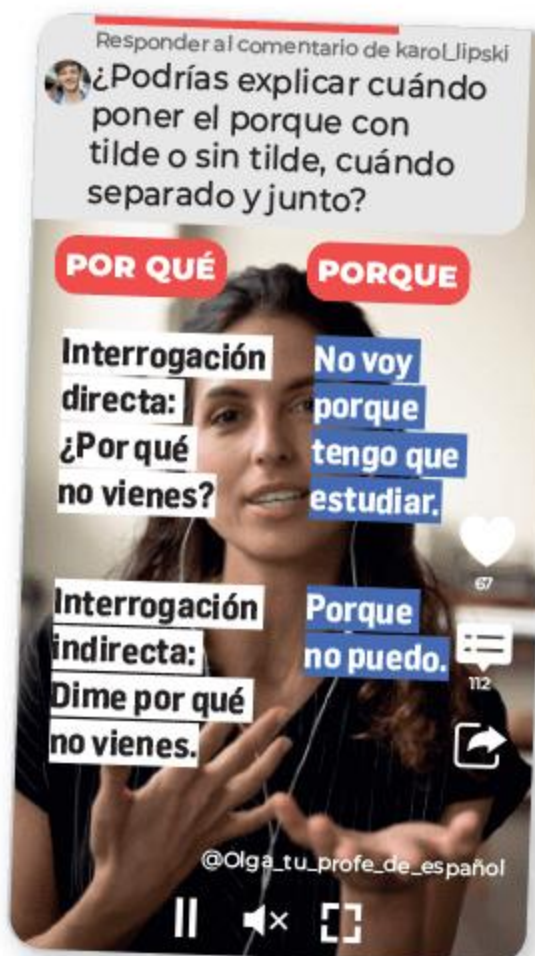 Responder al comentario de karol_lipski
¿Podrías explicar cuándo
poner el porque con
tilde o sin tilde, cuándo
separado y junto?
POR QUÉ
PORQUE
Interrogación
directa:
¿Por qué
no vienes?
No voy
porque
tengo que
estudiar.
Interrogación
indirecta:
Dime por qué
no vienes.
Porque
no puedo.
67
112
@Olga_tu_profe_de_español